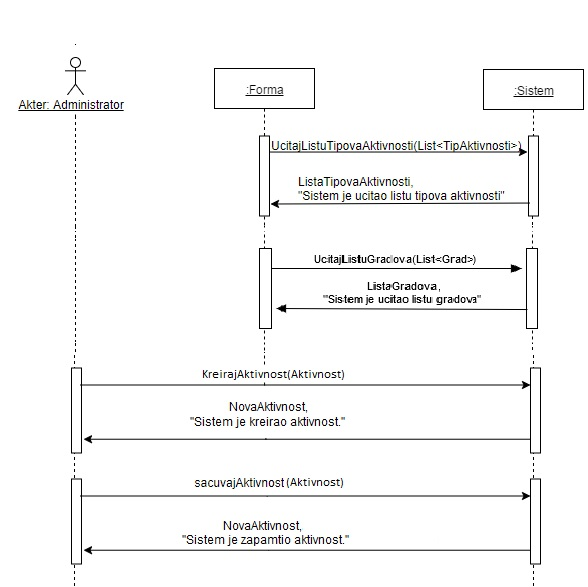 Akter: Administrator
:Forma
:Sistem
UcitajListuTipovaAktivnosti(List<TipAktivnosti>)
ListaTipovaAktivnosti,
"Sistem je ucitao listu tipova aktivnosti"
UcitajListuGradova(List<Grad>)
ListaGradova,
"Sistem je ucitao listu gradova"
KreirajAktivnost(Aktivnost)
NovaAktivnost,
"Sistem je kreirao aktivnost."
sacuvajAktivnost(Aktivnost)
NovaAktivnost,
"Sistem je zapamtio aktivnost."